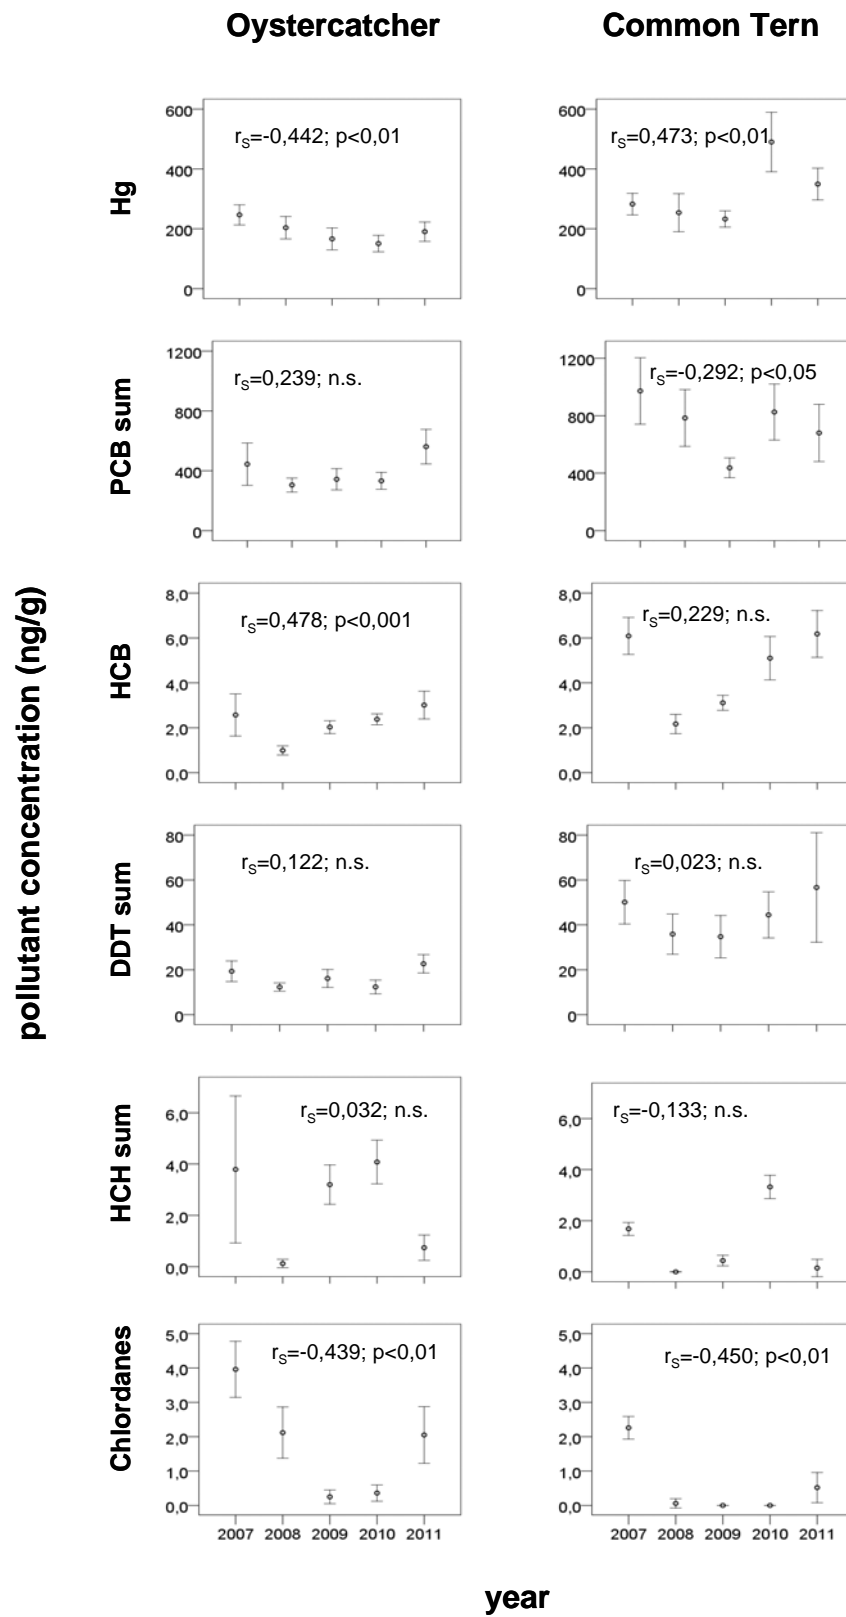 Oystercatcher Common Tern
pollutant concentration (ng/g)
Hg
600
400
200
0
rS=-0,442; p<0,01
600
400
200
0
rS=0,473; p<0,01
PCB sum
1200
800
400
0
rS=0,239; n.s.
1200
800
400
0
rS=-0,292; p<0,05
HCB
8,0
6,0
4,0
2,0
0,0
rS=0,478; p<0,001
8,0
6,0
4,0
2,0
0,0
rS=0,229; n.s.
DDT sum
80
60
40
20
0
rS=0,122; n.s.
80
60
40
20
0
rS=0,023; n.s.
HCH sum
6,0
4,0
2,0
0,0
rS=0,032; n.s.
6,0
4,0
2,0
0,0
rS=-0,133; n.s.
Chlordanes
5,0
4,0
3,0
2,0
1,0
0,0
rS=-0,439; p<0,01
5,0
4,0
3,0
2,0
1,0
0,0
rS=-0,450; p<0,01
2007 2008 2009 2010 2011
2007 2008 2009 2010 2011
year